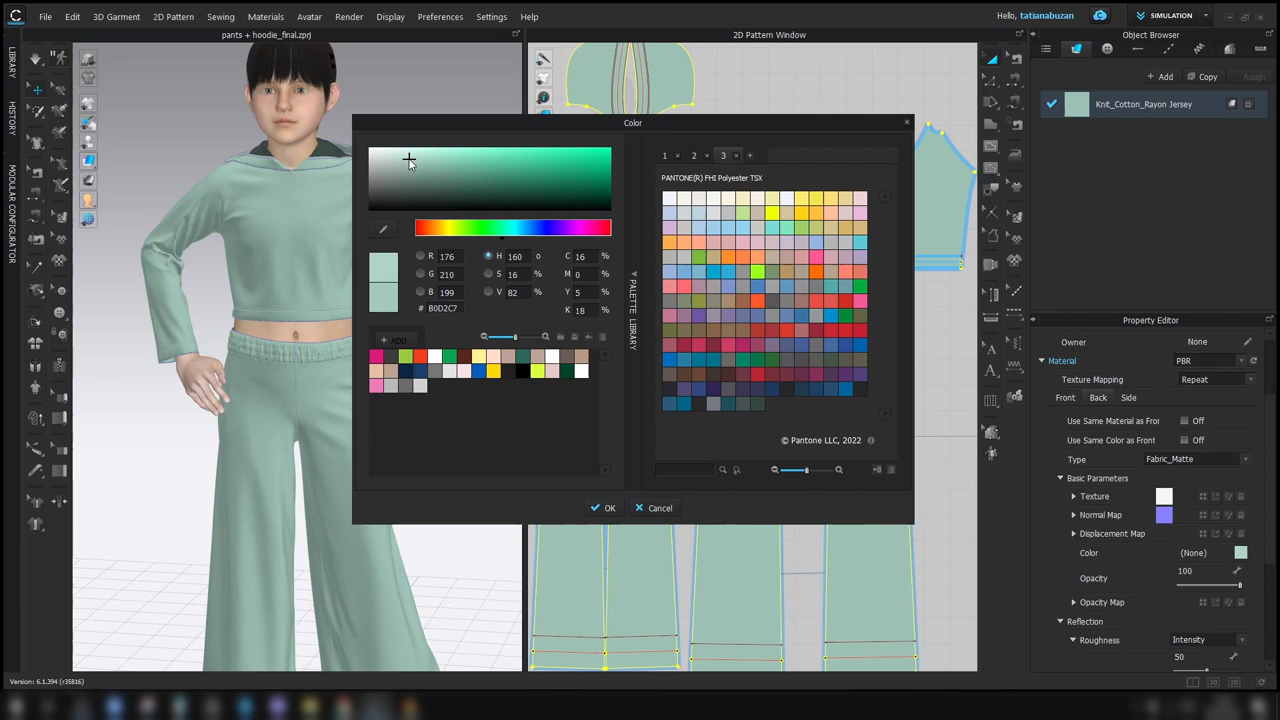 File Edit 3D Garment 2D Pattern Sewing Materials Avatar Render Display Preferences Settings Help
Hello, tatianabuzan
SIMULATION
pants + hoodie_final.zprj
2D Pattern Window
Object Browser
LIBRARY
HISTORY
MODULAR CONFIGURATOR
+ Add
Copy
Assign
Knit_Cotton_Rayon Jersey
Color
1 × 2 × 3 × +
PANTONE(R) FHI Polyester TSX
R 176 H 160 o C 16 %
G 210 S 16 % M 0 %
B 199 V 82 % Y 5 %
# B0D2C7 K 18 %
+ ADD
PALETTE LIBRARY
© Pantone LLC, 2022
OK
Cancel
Property Editor
Owner None
Material PBR
Texture Mapping Repeat
Front Back Side
Use Same Material as Fron Off
Use Same Color as Front Off
Type Fabric_Matte
Basic Parameters
Texture
Normal Map
Displacement Map
Color (None)
Opacity 100
Opacity Map
Reflection
Roughness Intensity
50
Version: 6.1.394 (r35816)
3D
2D